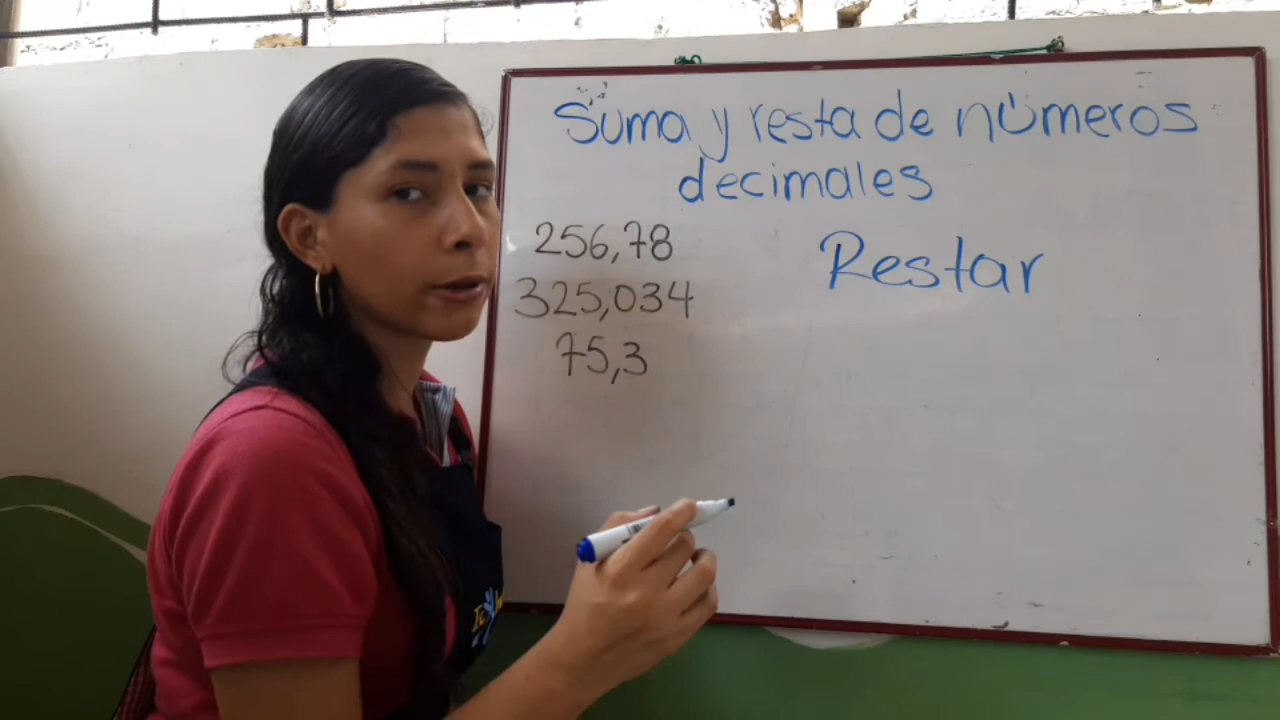 Suma y resta de números
decimales
256,78
325,034
75,3
Restar